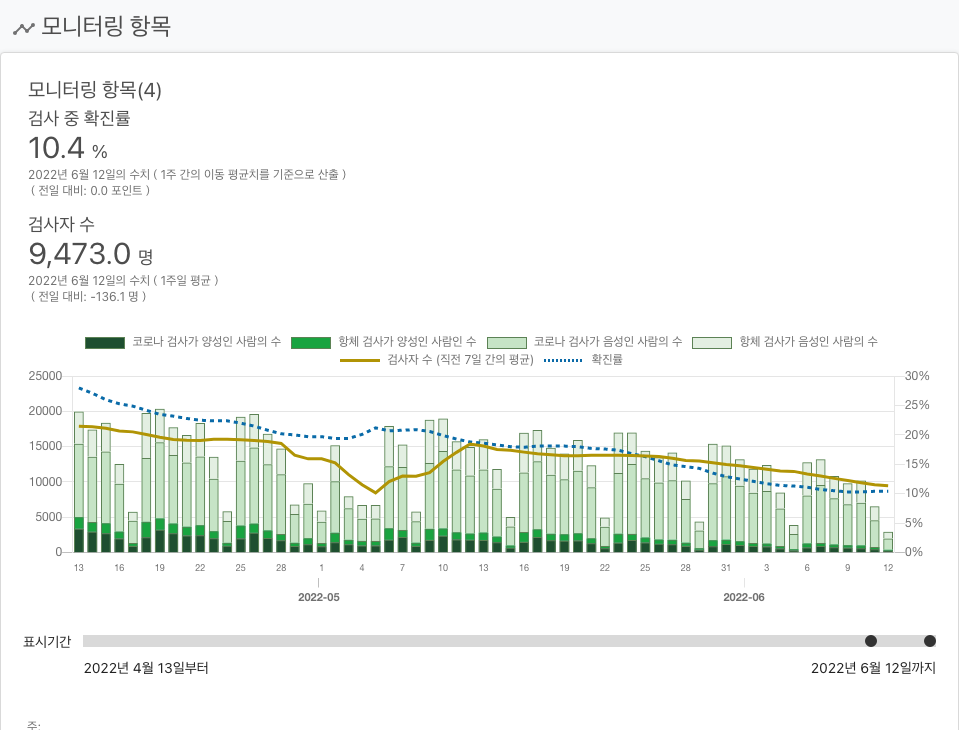 모니터링 항목
모니터링 항목(4)
검사 중 확진률
10.4 %
2022년 6월 12일의 수치 ( 1주 간의 이동 평균치를 기준으로 산출 )
( 전일 대비: 0.0 포인트 )
검사자 수
9,473.0 명
2022년 6월 12일의 수치 ( 1주일 평균 )
( 전일 대비: -136.1 명 )
코로나 검사가 양성인 사람의 수 항체 검사가 양성인 사람인 수 코로나 검사가 음성인 사람의 수 항체 검사가 음성인 사람의 수
검사자 수 (직전 7일 간의 평균) 확진률
25000 30%
25%
20000
20%
15000
15%
10000
10%
5000
5%
0 0%
13 16 19 22 25 28 1 4 7 10 13 16 19 22 25 28 31 3 6 9 12
2022-05 2022-06
표시기간
2022년 4월 13일부터 2022년 6월 12일까지
주: